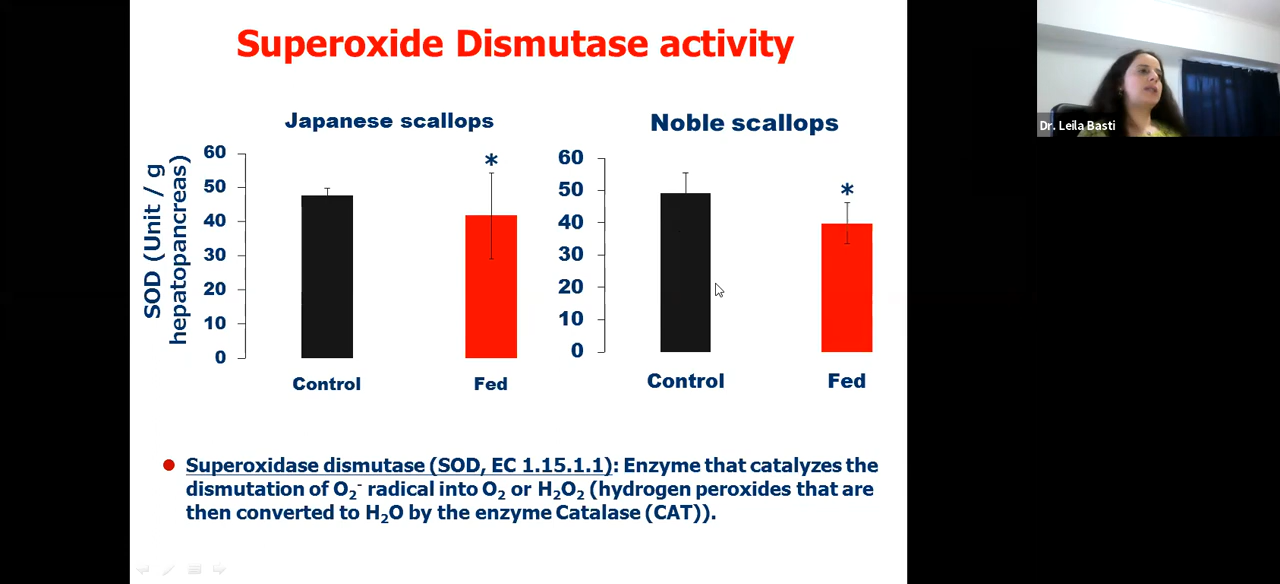 Superoxide Dismutase activity
Japanese scallops
Noble scallops
SOD (Unit / g
hepatopancreas)
60
50
40
30
20
10
0
*
Control
Fed
60
50
40
30
20
10
0
*
Control
Fed
Superoxidase dismutase (SOD, EC 1.15.1.1): Enzyme that catalyzes the
dismutation of O₂⁻ radical into O₂ or H₂O₂ (hydrogen peroxides that are
then converted to H₂O by the enzyme Catalase (CAT)).
Dr. Leila Basti